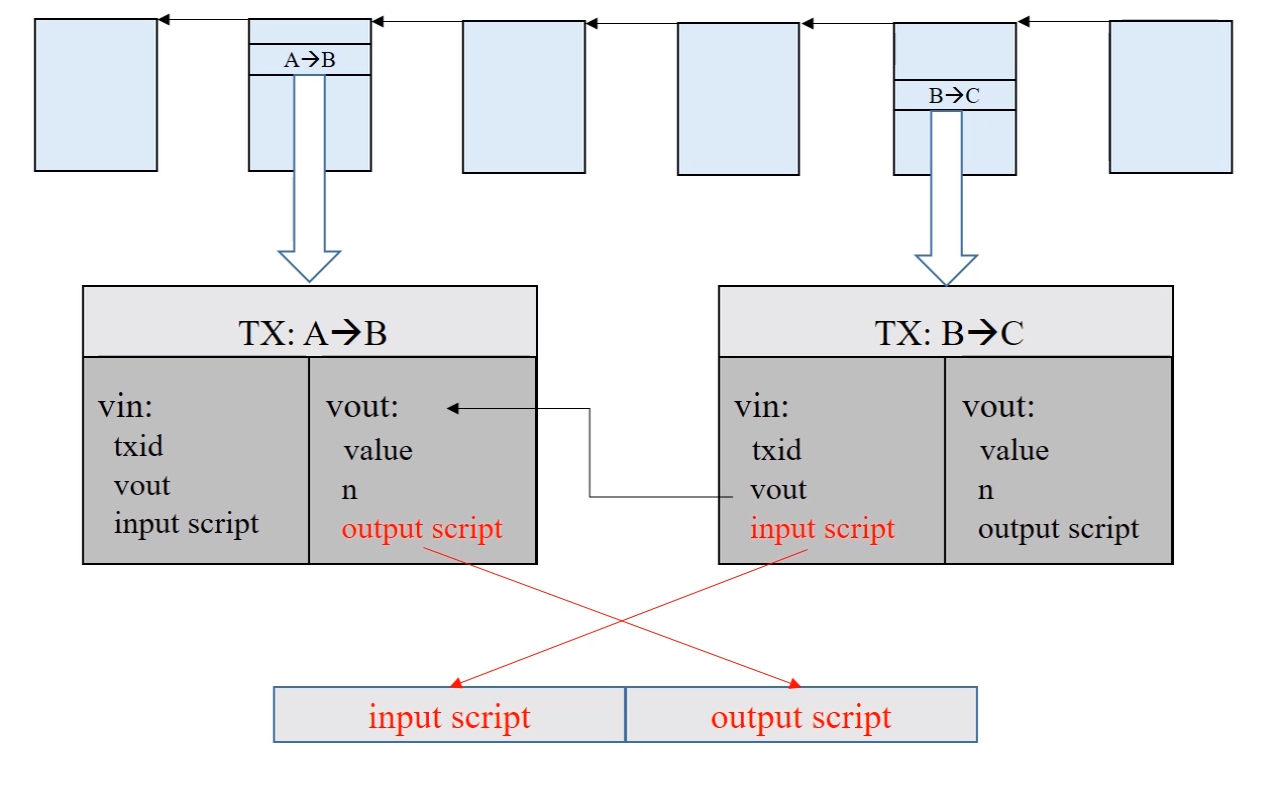 A→B
B→C
TX: A→B
vin:
txid
vout
input script
vout:
value
n
output script
TX: B→C
vin:
txid
vout
input script
vout:
value
n
output script
input script
output script